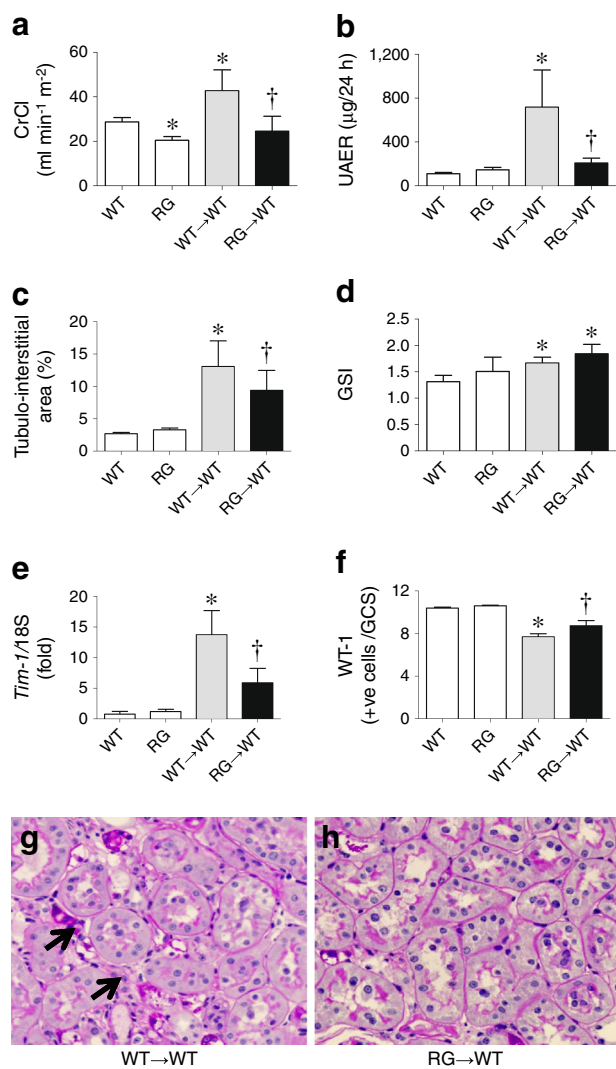 a
CrCl
(ml min⁻¹ m⁻²)
60
40
20
0
WT
RG
WT→WT
RG→WT
*
*
†
b
UAER (µg/24 h)
1,200
800
400
0
WT
RG
WT→WT
RG→WT
*
†
c
Tubulo-interstitial
area (%)
20
15
10
5
0
WT
RG
WT→WT
RG→WT
*
†
d
GSI
2.5
2.0
1.5
1.0
0.5
0
WT
RG
WT→WT
RG→WT
*
*
e
Tim-1/18S
(fold)
20
15
10
5
0
WT
RG
WT→WT
RG→WT
*
†
f
WT-1
(+ve cells /GCS)
12
8
4
0
WT
RG
WT→WT
RG→WT
*
†
g
WT→WT
h
RG→WT